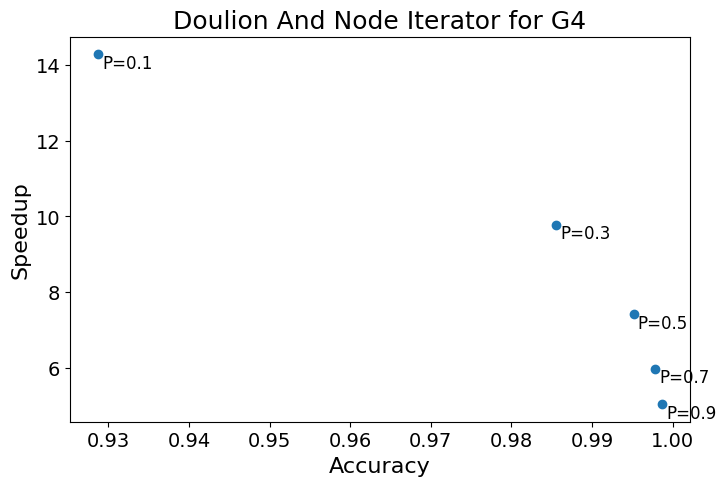 Doulion And Node Iterator for G4
14
P=0.1
12
10
P=0.3
8
P=0.5
6
P=0.7
P=0.9
Speedup
0.93 0.94 0.95 0.96 0.97 0.98 0.99 1.00
Accuracy